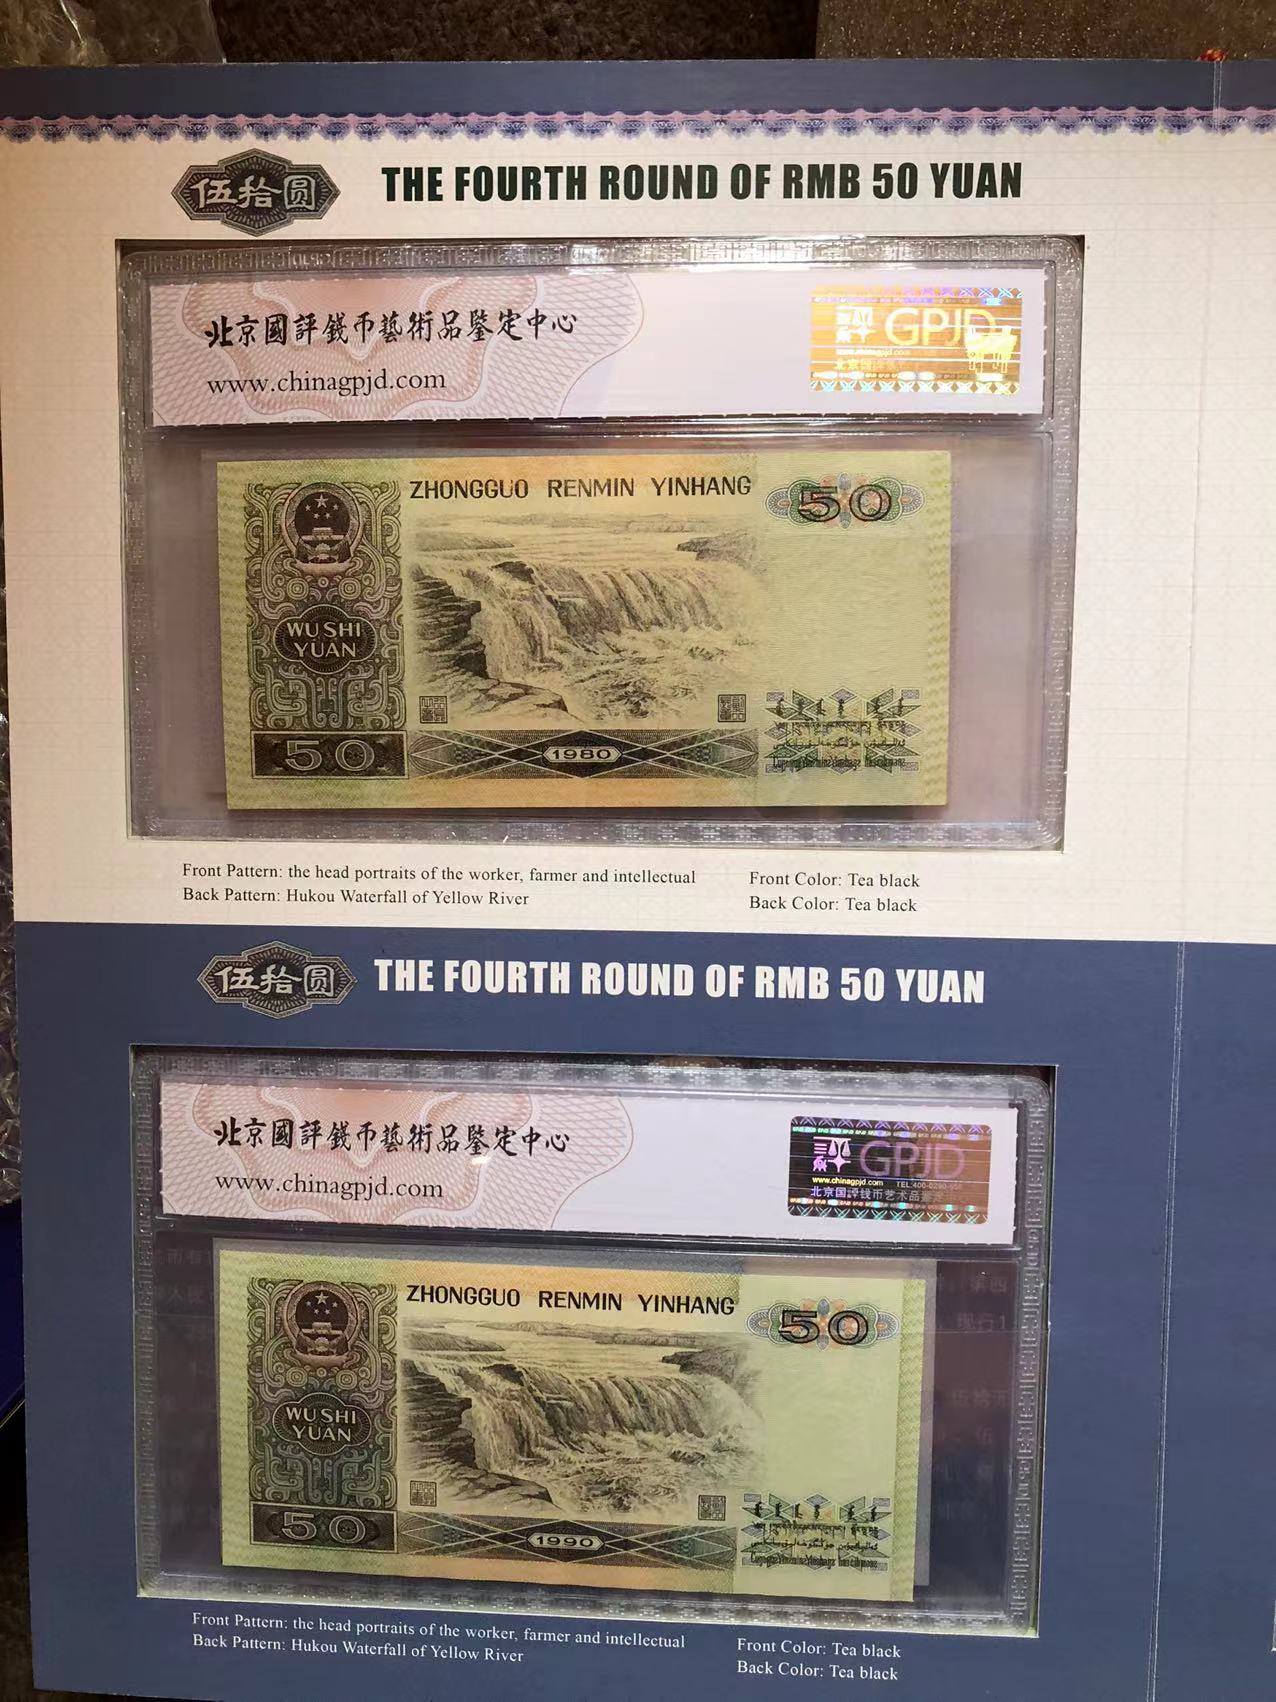 伍拾圆
THE FOURTH ROUND OF RMB 50 YUAN
北京國評錢币藝術品鑒定中心
www.chinagpjd.com
GPJD
www.chinagpjd.com
ZHONGGUO RENMIN YINHANG
50
WU SHI
YUAN
50
1980
Front Pattern: the head portraits of the worker, farmer and intellectual
Back Pattern: Hukou Waterfall of Yellow River
Front Color: Tea black
Back Color: Tea black
伍拾圆
THE FOURTH ROUND OF RMB 50 YUAN
北京國評錢币藝術品鑒定中心
www.chinagpjd.com
GPJD
www.chinagpjd.com
ZHONGGUO RENMIN YINHANG
50
WU SHI
YUAN
50
1990
Front Pattern: the head portraits of the worker, farmer and intellectual
Back Pattern: Hukou Waterfall of Yellow River
Front Color: Tea black
Back Color: Tea black